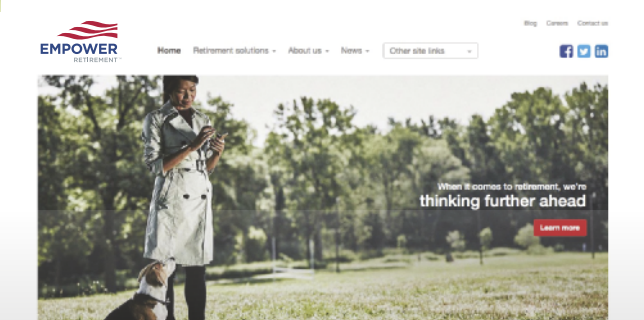 Blog Careers Contact us
EMPOWER
RETIREMENT
Home Retirement solutions About us News Other site links
When it comes to retirement, we're
thinking further ahead
Learn more